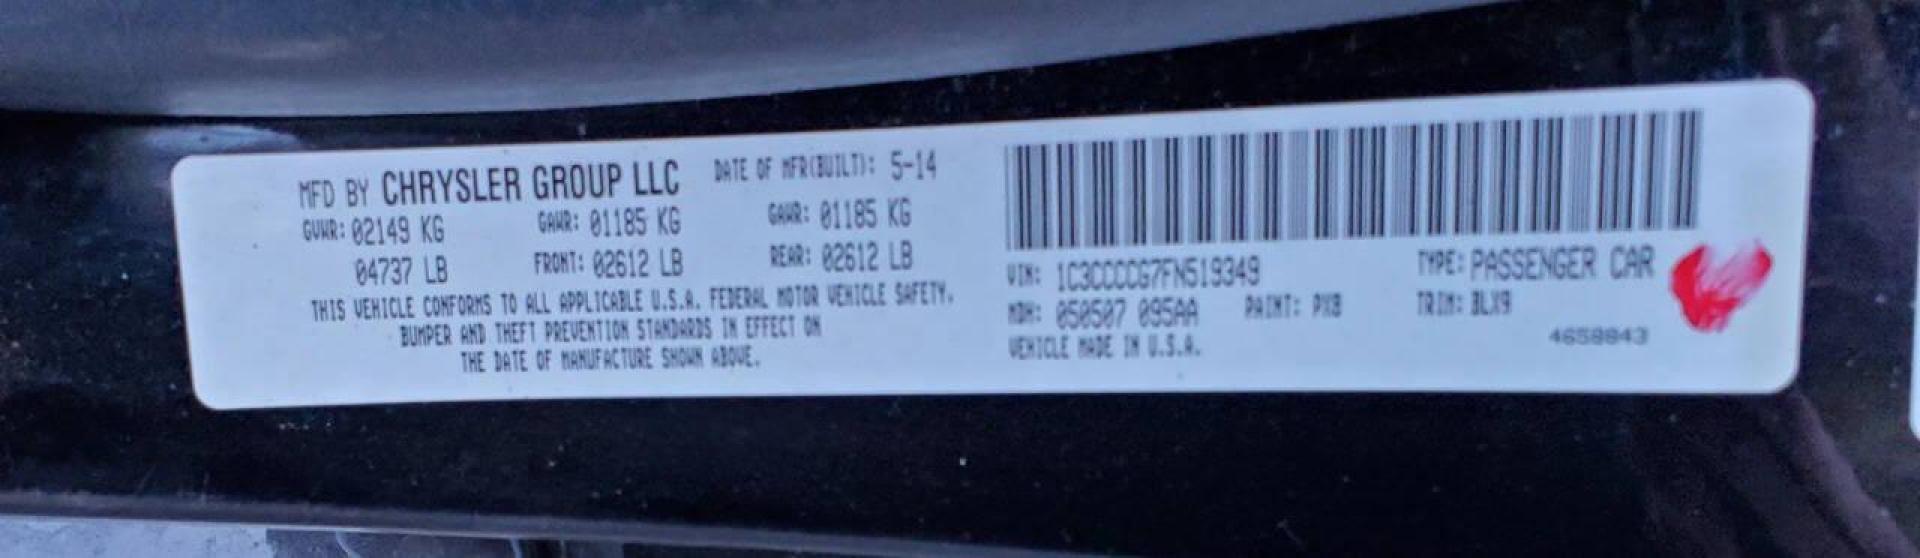 MFD BY CHRYSLER GROUP LLC DATE OF MFR(BUILT): 5-14
GVWR: 02149 KG GAWR: 01185 KG GAWR: 01185 KG
04737 LB FRONT: 02612 LB REAR: 02612 LB
THIS VEHICLE CONFORMS TO ALL APPLICABLE U.S.A. FEDERAL MOTOR VEHICLE SAFETY,
BUMPER AND THEFT PREVENTION STANDARDS IN EFFECT ON
THE DATE OF MANUFACTURE SHOWN ABOVE.
VIN: 1C3CCCCG7FN519349 TYPE: PASSENGER CAR
MDH: 050507 095AA PAINT: PX8 TRIM: BLX9
VEHICLE MADE IN U.S.A. 4658843